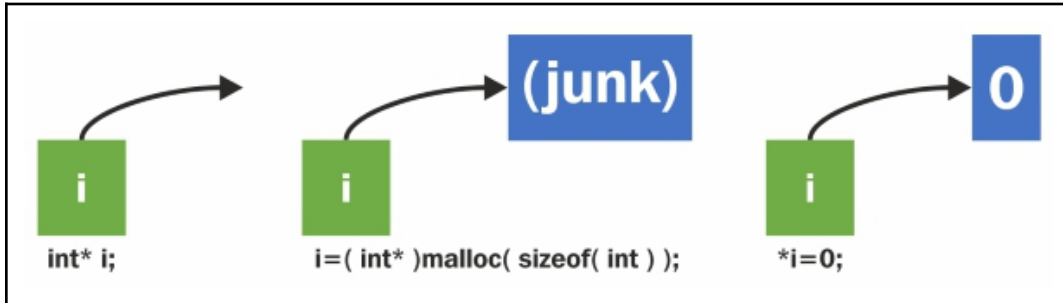 (junk)
0
i
i
i
int* i;
i=( int* )malloc( sizeof( int ) );
*i=0;